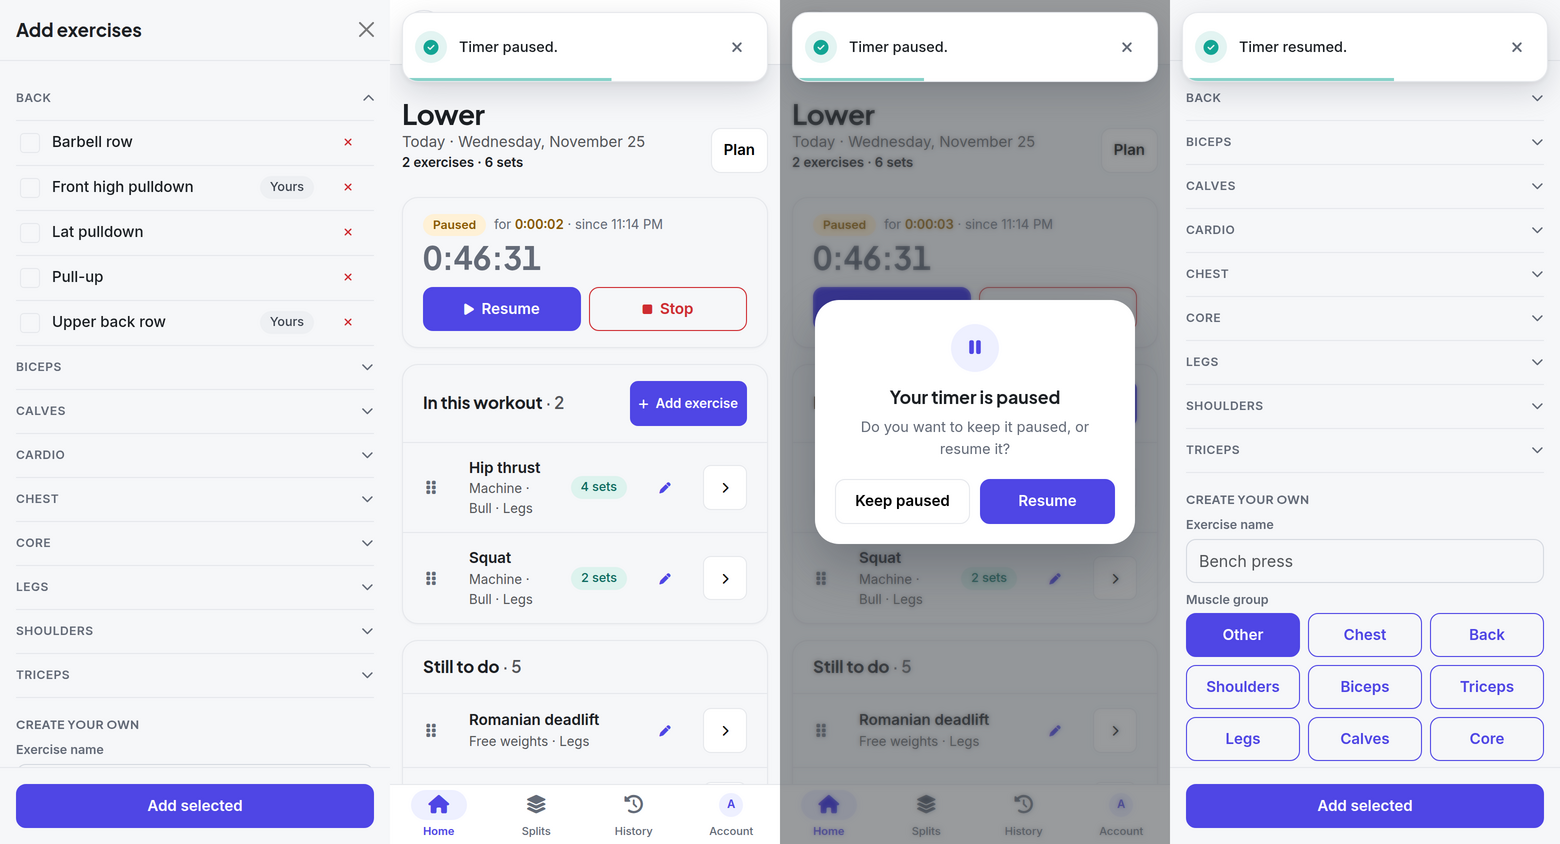 Add exercises
BACK
Barbell row
Front high pulldown Yours
Lat pulldown
Pull-up
Upper back row Yours
BICEPS
CALVES
CARDIO
CHEST
CORE
LEGS
SHOULDERS
TRICEPS
CREATE YOUR OWN
Exercise name
Add selected
Timer paused.
Lower
Today · Wednesday, November 25
2 exercises · 6 sets
Plan
Paused for 0:00:02 · since 11:14 PM
0:46:31
Resume Stop
In this workout · 2
+ Add exercise
Hip thrust
Machine ·
Bull · Legs
4 sets
Squat
Machine ·
Bull · Legs
2 sets
Still to do · 5
Romanian deadlift
Free weights · Legs
A
Home Splits History Account
Timer paused.
Lower
Today · Wednesday, November 25
2 exercises · 6 sets
Plan
Paused for 0:00:03 · since 11:14 PM
0:46:31
Your timer is paused
Do you want to keep it paused, or
resume it?
Keep paused Resume
Squat
Machine ·
Bull · Legs
2 sets
Still to do · 5
Romanian deadlift
Free weights · Legs
A
Home Splits History Account
Timer resumed.
BACK
BICEPS
CALVES
CARDIO
CHEST
CORE
LEGS
SHOULDERS
TRICEPS
CREATE YOUR OWN
Exercise name
Bench press
Muscle group
Other Chest Back
Shoulders Biceps Triceps
Legs Calves Core
Add selected